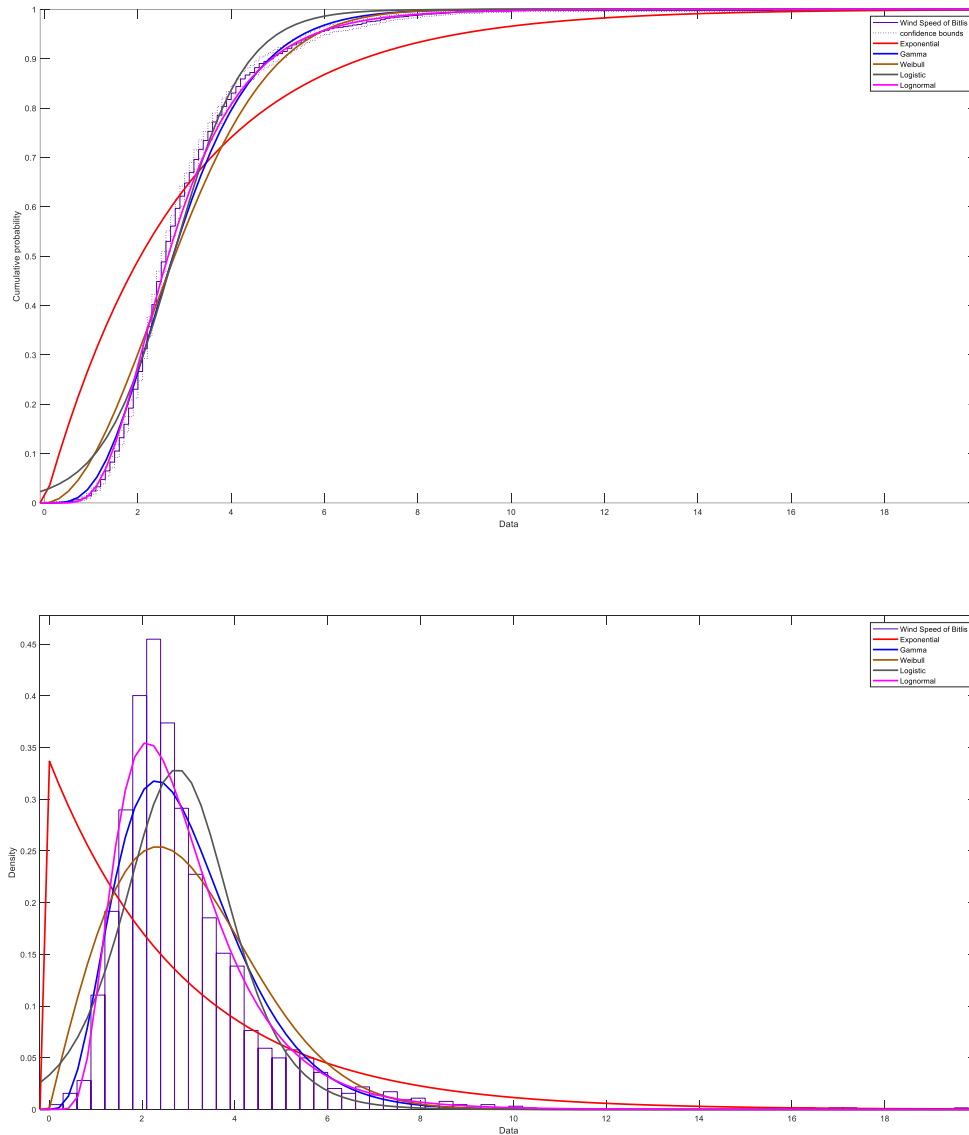 1
0.9
0.8
0.7
0.6
0.5
0.4
0.3
0.2
0.1
0
Cumulative probability
0 2 4 6 8 10 12 14 16 18
Data
Wind Speed of Bitlis
confidence bounds
Exponential
Gamma
Weibull
Logistic
Lognormal
0.45
0.4
0.35
0.3
0.25
0.2
0.15
0.1
0.05
0
Density
0 2 4 6 8 10 12 14 16 18
Data
Wind Speed of Bitlis
Exponential
Gamma
Weibull
Logistic
Lognormal